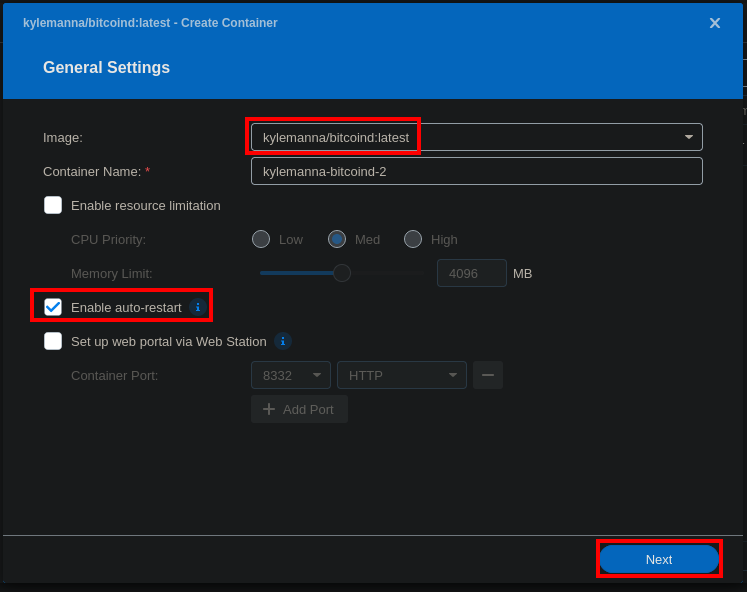 kylemanna/bitcoind:latest - Create Container
General Settings
Image: kylemanna/bitcoind:latest
Container Name: * kylemanna-bitcoind-2
Enable resource limitation
CPU Priority: Low Med High
Memory Limit: 4096 MB
Enable auto-restart
Set up web portal via Web Station
Container Port: 8332 HTTP
Add Port
Next